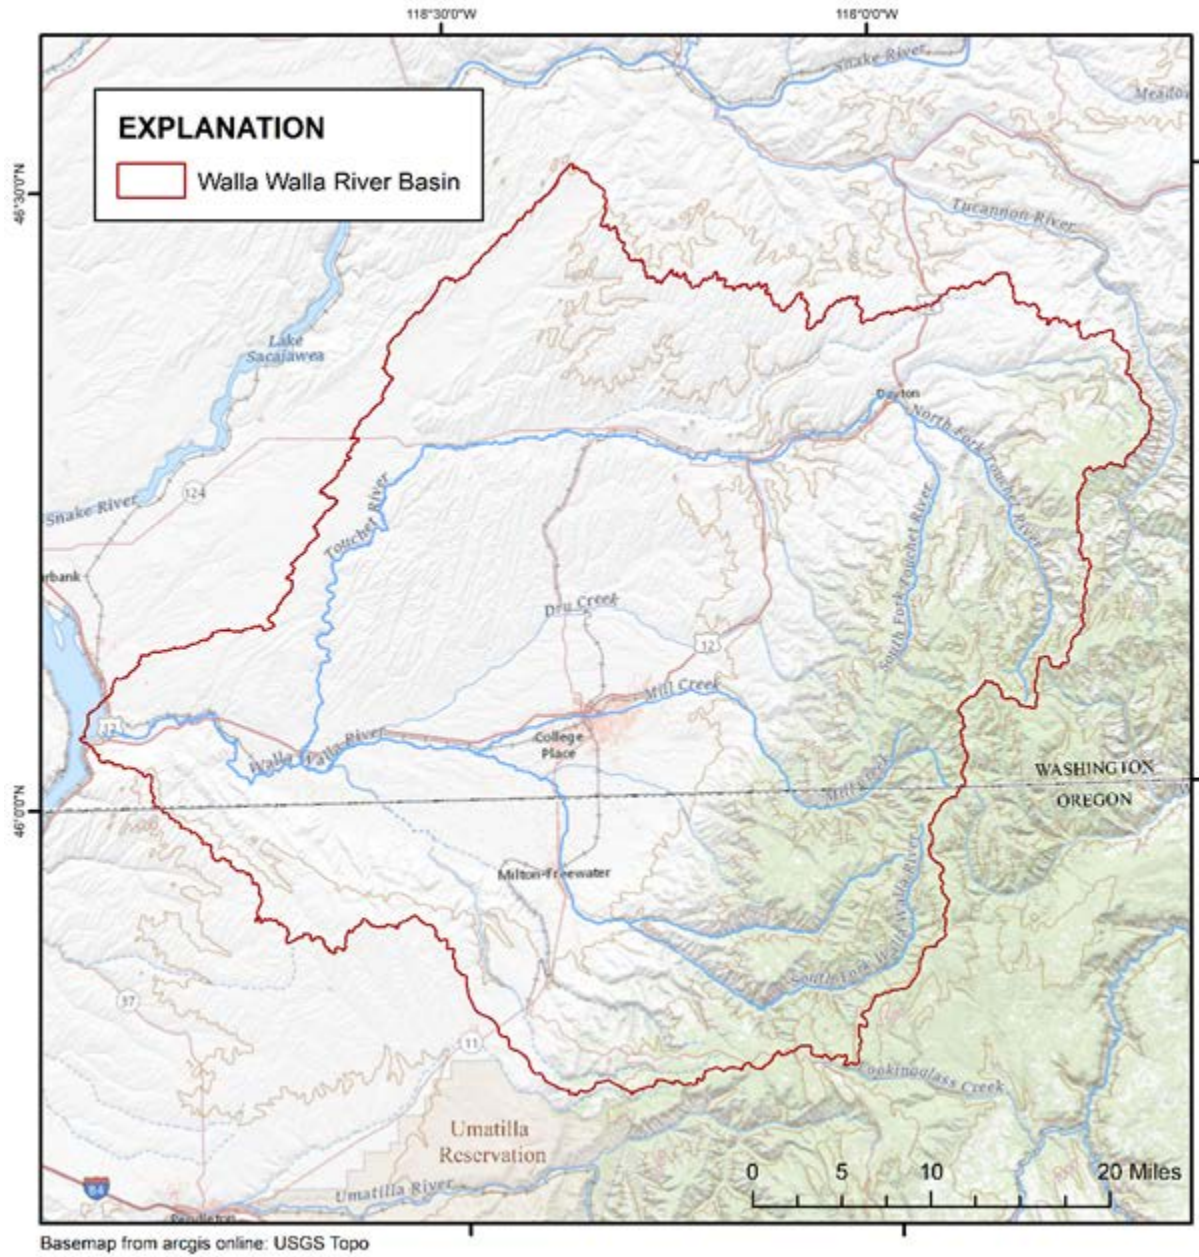 118°30'0"W
118°0'0"W
Snake River
Meadow
EXPLANATION
Walla Walla River Basin
46°30'0"N
Tucannon River
12
Lake
Sacajawea
Dayton
North Fork Touchet River
124
Snake River
Touchet River
South Fork Touchet River
rbank
Dry Creek
12
Mill Creek
12
College
Place
Walla Walla River
Mill Creek
WASHINGTON
OREGON
46°0'0"N
Milton-Freewater
South Fork Walla Walla River
37
11
Lookingglass Creek
Umatilla
Reservation
0 5 10 20 Miles
84
Umatilla River
Pendleton
Basemap from arcgis online: USGS Topo